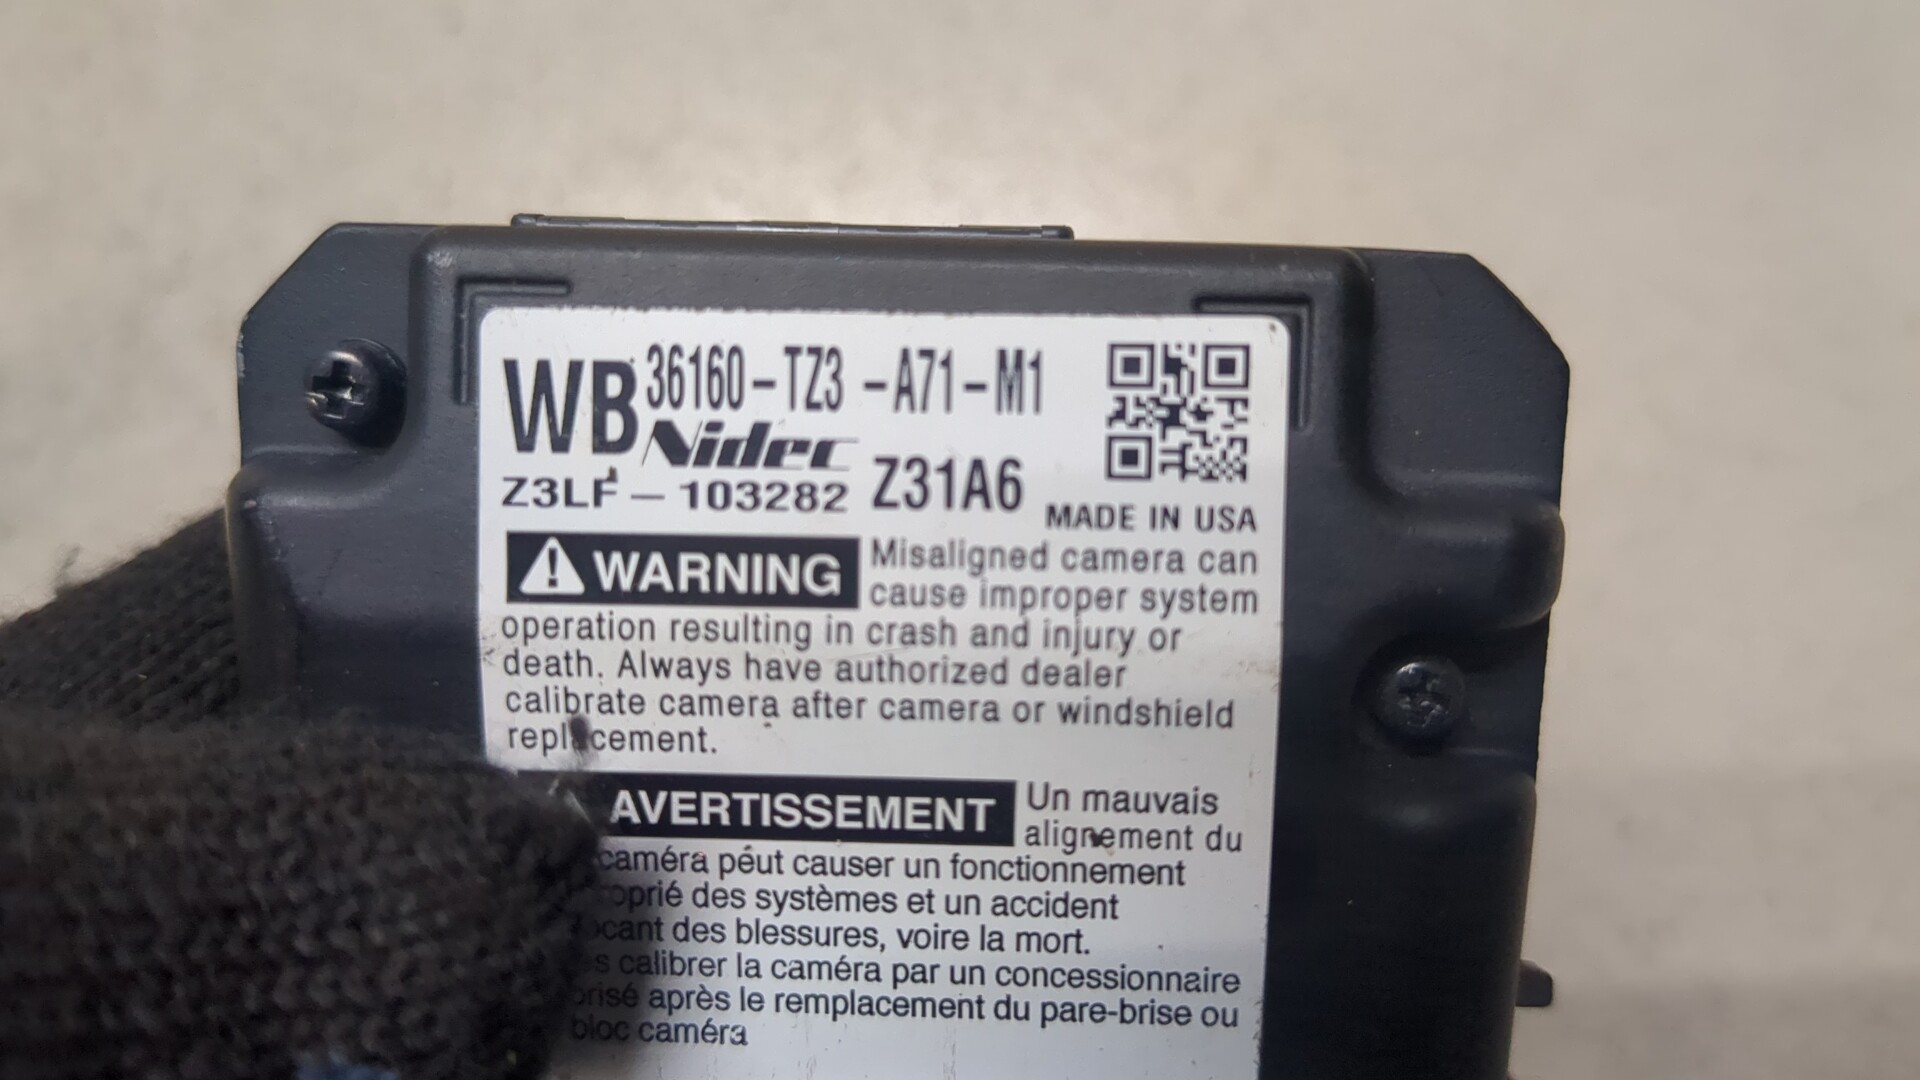 WB 36160-TZ3 -A71-M1
Nidec
Z3LF-103282 Z31A6
MADE IN USA
WARNING Misaligned camera can
cause improper system
operation resulting in crash and injury or
death. Always have authorized dealer
calibrate camera after camera or windshield
replacement.
AVERTISSEMENT Un mauvais
alignement du
caméra peut causer un fonctionnement
oprié des systèmes et un accident
ocant des blessures, voire la mort.
s calibrer la caméra par un concessionnaire
orisé après le remplacement du pare-brise ou
bloc caméra